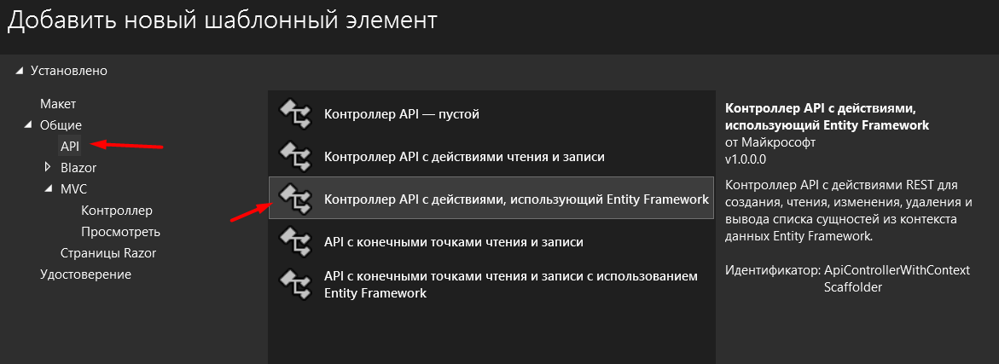 Добавить новый шаблонный элемент
Установлено
Макет
Общие
API
Blazor
MVC
Контроллер
Просмотреть
Страницы Razor
Удостоверение
Контроллер API — пустой
Контроллер API с действиями чтения и записи
Контроллер API с действиями, использующий Entity Framework
API с конечными точками чтения и записи
API с конечными точками чтения и записи с использованием
Entity Framework
Контроллер API с действиями,
использующий Entity Framework
от Майкрософт
v1.0.0.0
Контроллер API с действиями REST для
создания, чтения, изменения, удаления и
вывода списка сущностей из контекста
данных Entity Framework.
Идентификатор: ApiControllerWithContext
Scaffolder